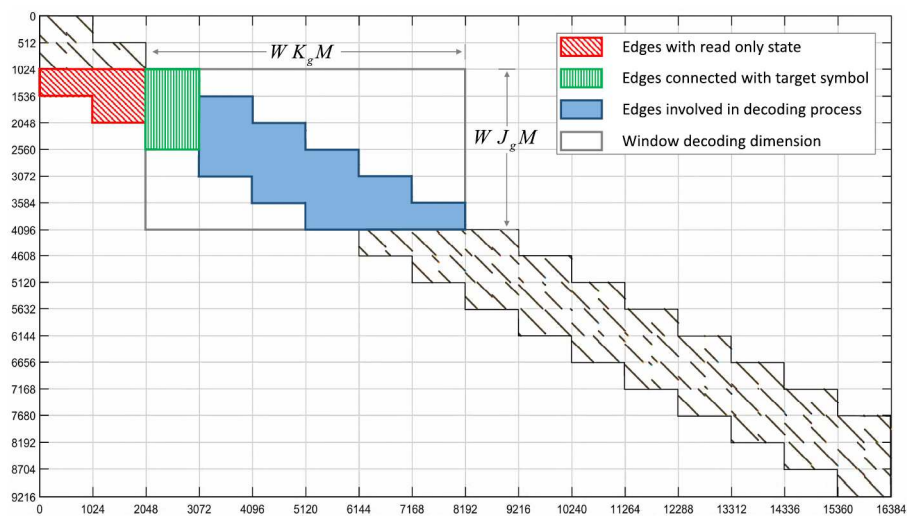 0
512
1024
1536
2048
2560
3072
3584
4096
4608
5120
5632
6144
6656
7168
7680
8192
8704
9216
W K_g M
W J_g M
Edges with read only state
Edges connected with target symbol
Edges involved in decoding process
Window decoding dimension
0 1024 2048 3072 4096 5120 6144 7168 8192 9216 10240 11264 12288 13312 14336 15360 16384